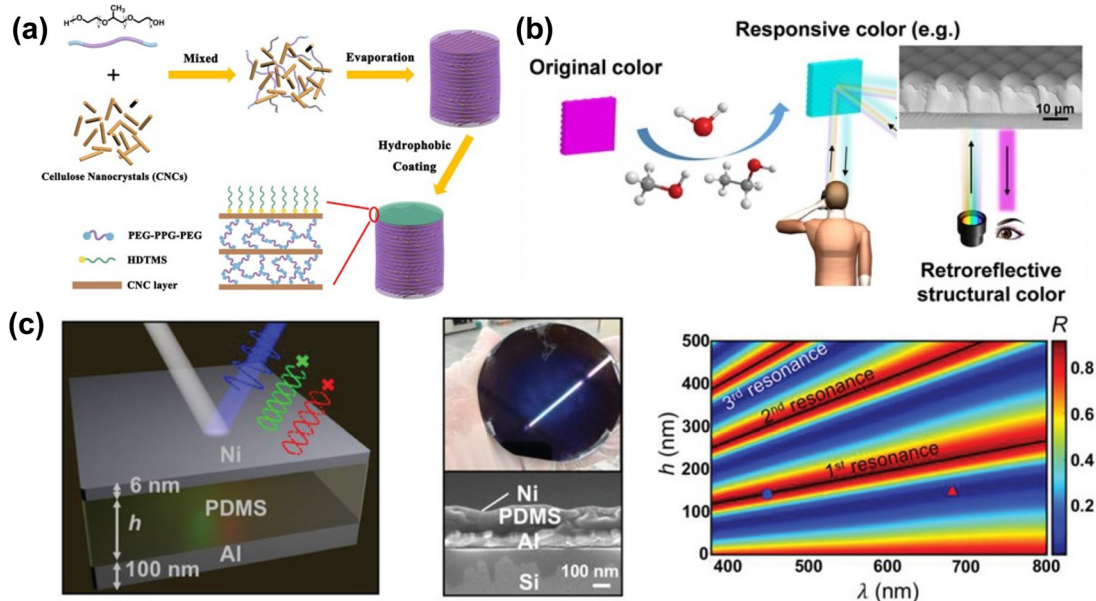 (a)
H
O
O
CH3
O
OH
+
Mixed
Evaporation
Cellulose Nanocrystals (CNCs)
Hydrophobic
Coating
PEG-PPG-PEG
HDTMS
CNC layer
(b)
Original color
Responsive color (e.g.)
10 μm
Retroreflective
structural color
(c)
Ni
6 nm
PDMS
h
Al
100 nm
Ni
PDMS
Al
Si
100 nm
h (nm)
500
400
300
200
100
0
3rd resonance
2nd resonance
1st resonance
400
500
600
700
800
λ (nm)
R
0.8
0.6
0.4
0.2